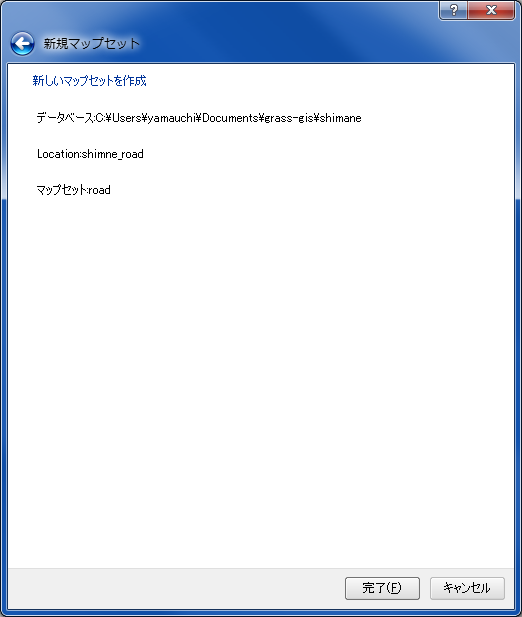 ?
新規マップセット
新しいマップセットを作成
データベース:C:¥Users¥yamauchi¥Documents¥grass-gis¥shimane
Location:shimne_road
マップセット:road
完了(F) キャンセル